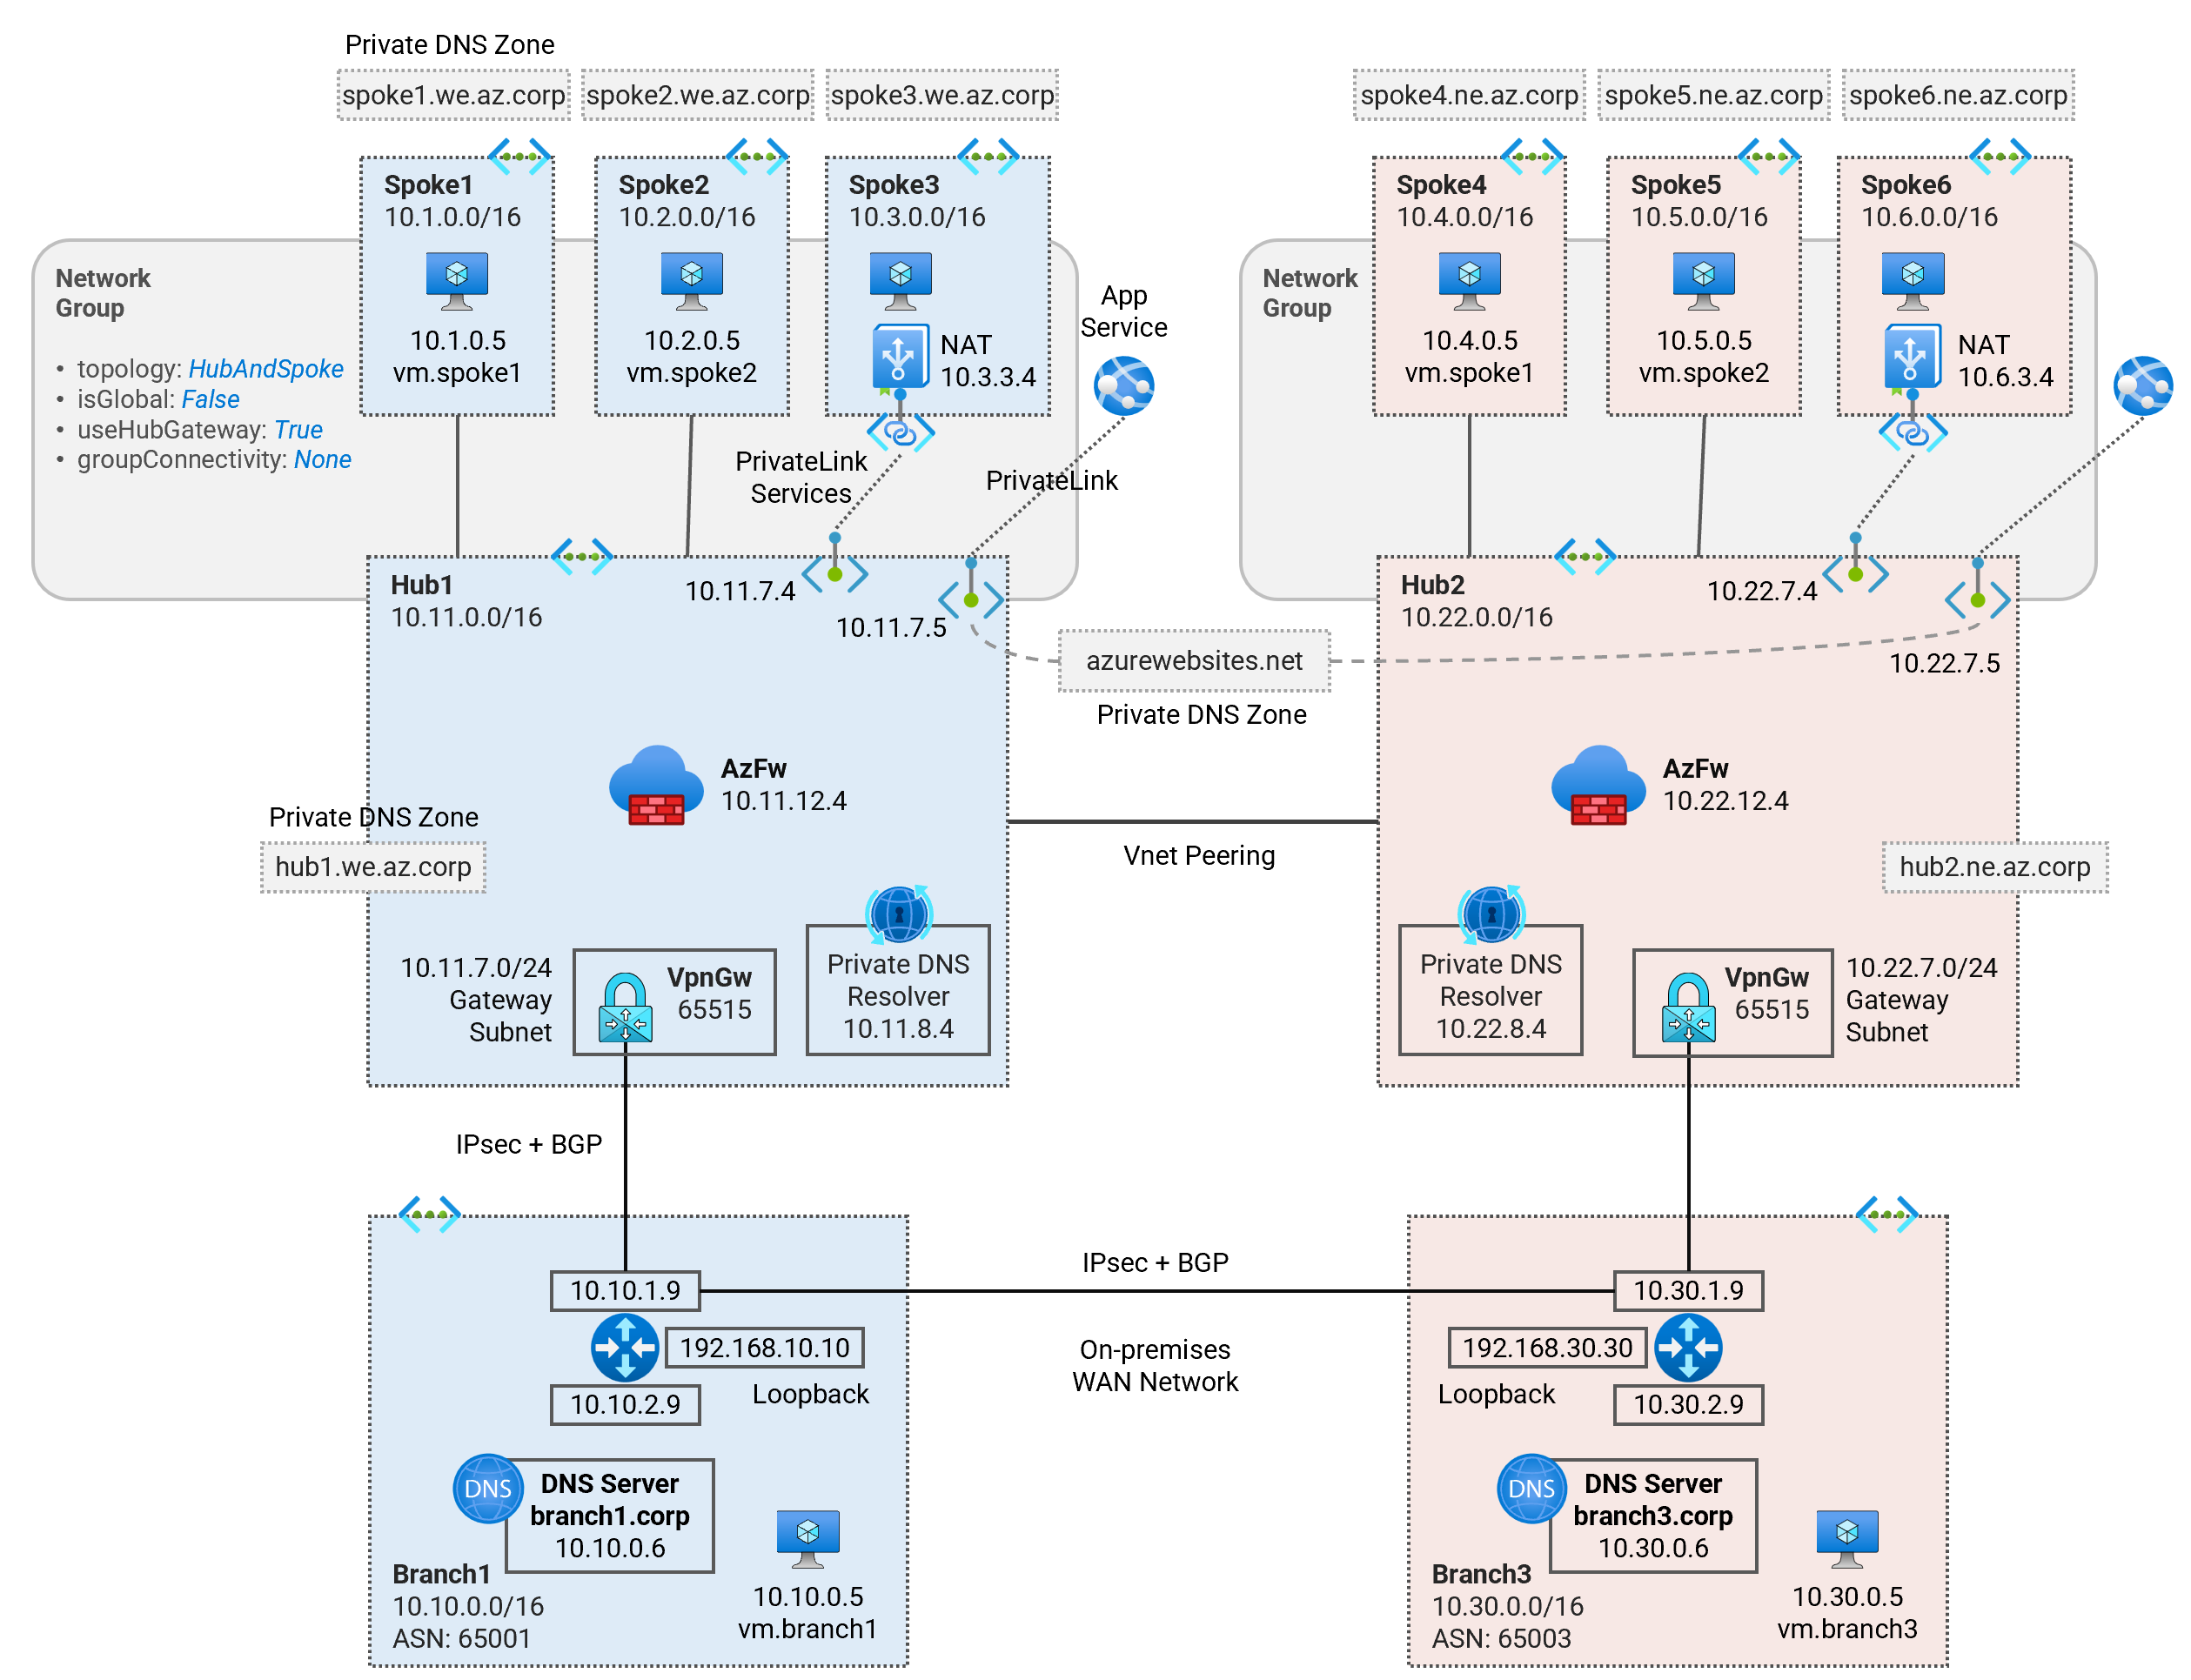 Private DNS Zone
spoke1.we.az.corp
spoke2.we.az.corp
spoke3.we.az.corp
spoke4.ne.az.corp
spoke5.ne.az.corp
spoke6.ne.az.corp
Spoke1
10.1.0.0/16
10.1.0.5
vm.spoke1
Spoke2
10.2.0.0/16
10.2.0.5
vm.spoke2
Spoke3
10.3.0.0/16
NAT
10.3.3.4
Spoke4
10.4.0.0/16
10.4.0.5
vm.spoke1
Spoke5
10.5.0.0/16
10.5.0.5
vm.spoke2
Spoke6
10.6.0.0/16
NAT
10.6.3.4
Network
Group
• topology: HubAndSpoke
• isGlobal: False
• useHubGateway: True
• groupConnectivity: None
App
Service
Network
Group
PrivateLink
Services
PrivateLink
Hub1
10.11.0.0/16
10.11.7.4
10.11.7.5
azurewebsites.net
Private DNS Zone
Hub2
10.22.0.0/16
10.22.7.4
10.22.7.5
AzFw
10.11.12.4
AzFw
10.22.12.4
Private DNS Zone
hub1.we.az.corp
Vnet Peering
hub2.ne.az.corp
10.11.7.0/24
Gateway
Subnet
VpnGw
65515
Private DNS
Resolver
10.11.8.4
Private DNS
Resolver
10.22.8.4
VpnGw
65515
10.22.7.0/24
Gateway
Subnet
IPsec + BGP
10.10.1.9
192.168.10.10
Loopback
10.10.2.9
IPsec + BGP
On-premises
WAN Network
10.30.1.9
192.168.30.30
Loopback
10.30.2.9
DNS
DNS Server
branch1.corp
10.10.0.6
Branch1
10.10.0.0/16
ASN: 65001
10.10.0.5
vm.branch1
DNS
DNS Server
branch3.corp
10.30.0.6
Branch3
10.30.0.0/16
ASN: 65003
10.30.0.5
vm.branch3